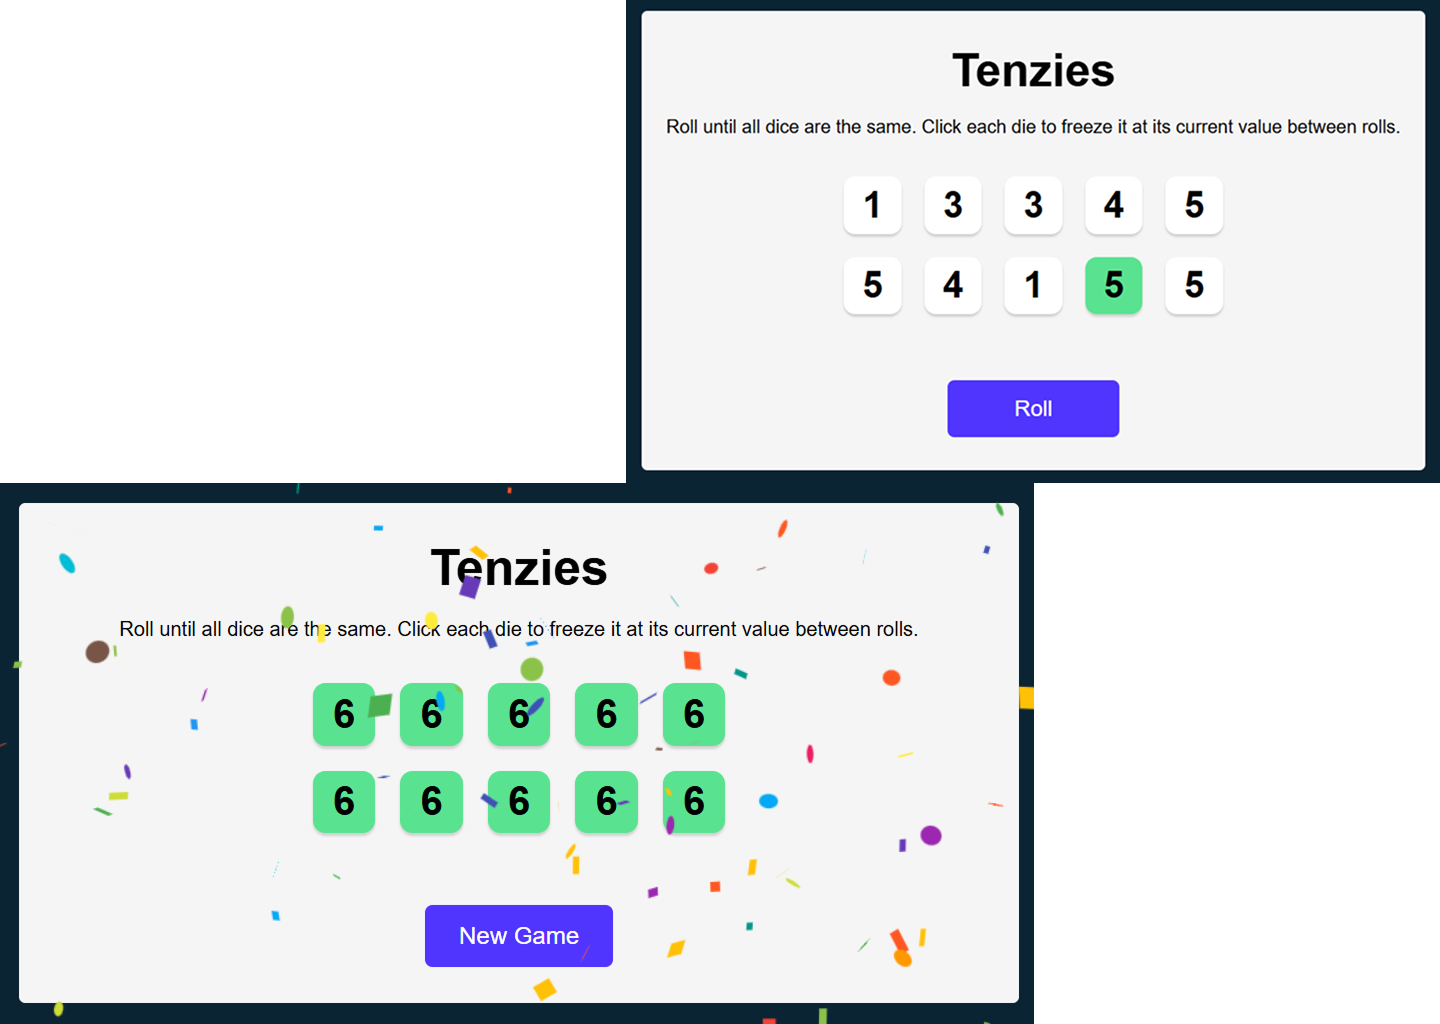 Tenzies
Roll until all dice are the same. Click each die to freeze it at its current value between rolls.
1 3 3 4 5
5 4 1 5 5
Roll
Tenzies
Roll until all dice are the same. Click each die to freeze it at its current value between rolls.
6 6 6 6 6
6 6 6 6 6
New Game